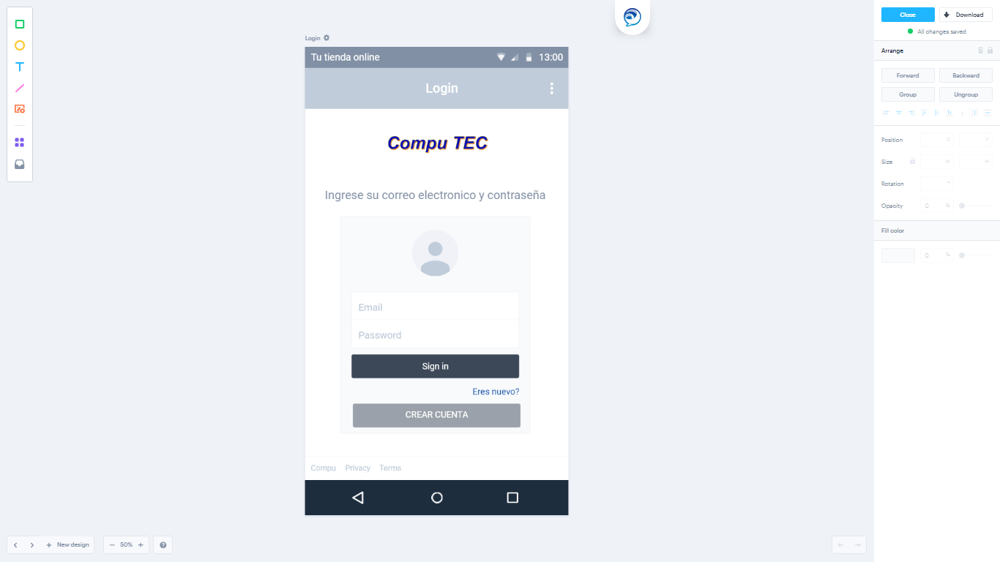 Close
Download
All changes saved
Login
Tu tienda online
13:00
Login
Compu TEC
Ingrese su correo electronico y contraseña
Email
Password
Sign in
Eres nuevo?
CREAR CUENTA
Compu Privacy Terms
Arrange
Forward Backward
Group Ungroup
Position X Y
Size W H
Rotation °
Opacity 0 %
Fill color
0 %
New design
50%